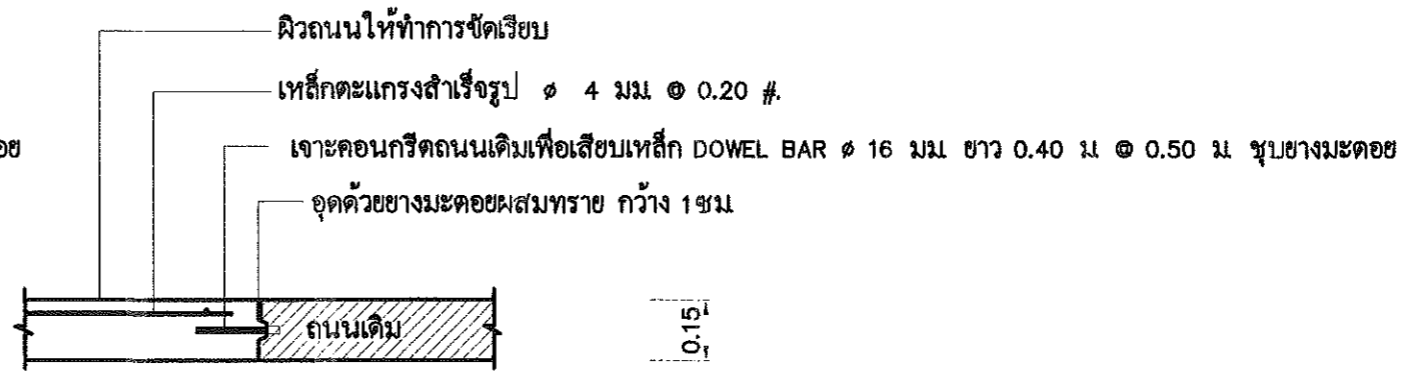 ผิวถนนให้ทำการขัดเรียบ
เหล็กตะแกรงสำเร็จรูป ø 4 มม. @ 0.20 #.
อย
เจาะคอนกรีตถนนเดิมเพื่อเสียบเหล็ก DOWEL BAR ø 16 มม. ยาว 0.40 ม. @ 0.50 ม. ชุบยางมะตอย
อุดด้วยยางมะตอยผสมทราย กว้าง 1ซม.
ถนนเดิม
0.15